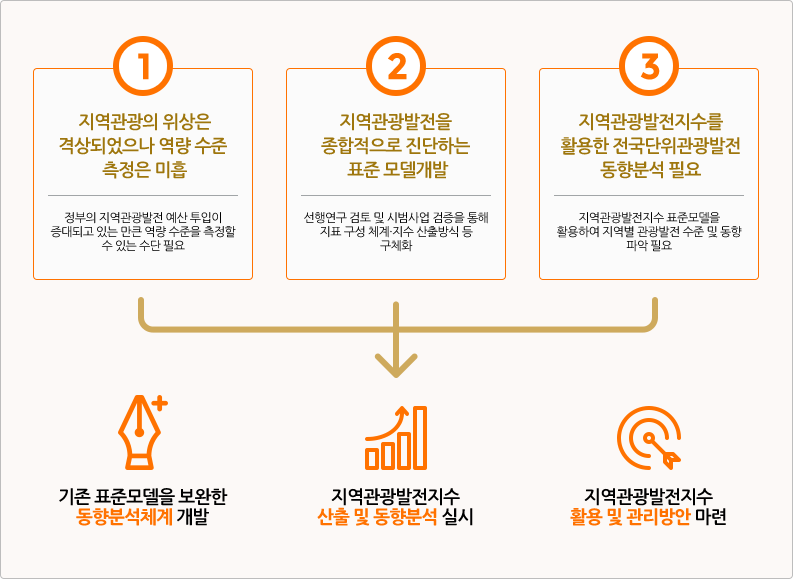 1
지역관광의 위상은
격상되었으나 역량 수준
측정은 미흡
정부의 지역관광발전 예산 투입이
증대되고 있는 만큼 역량 수준을 측정할
수 있는 수단 필요
2
지역관광발전을
종합적으로 진단하는
표준 모델개발
선행연구 검토 및 시범사업 검증을 통해
지표 구성 체계·지수 산출방식 등
구체화
3
지역관광발전지수를
활용한 전국단위관광발전
동향분석 필요
지역관광발전지수 표준모델을
활용하여 지역별 관광발전 수준 및 동향
파악 필요
기존 표준모델을 보완한
동향분석체계 개발
지역관광발전지수
산출 및 동향분석 실시
지역관광발전지수
활용 및 관리방안 마련